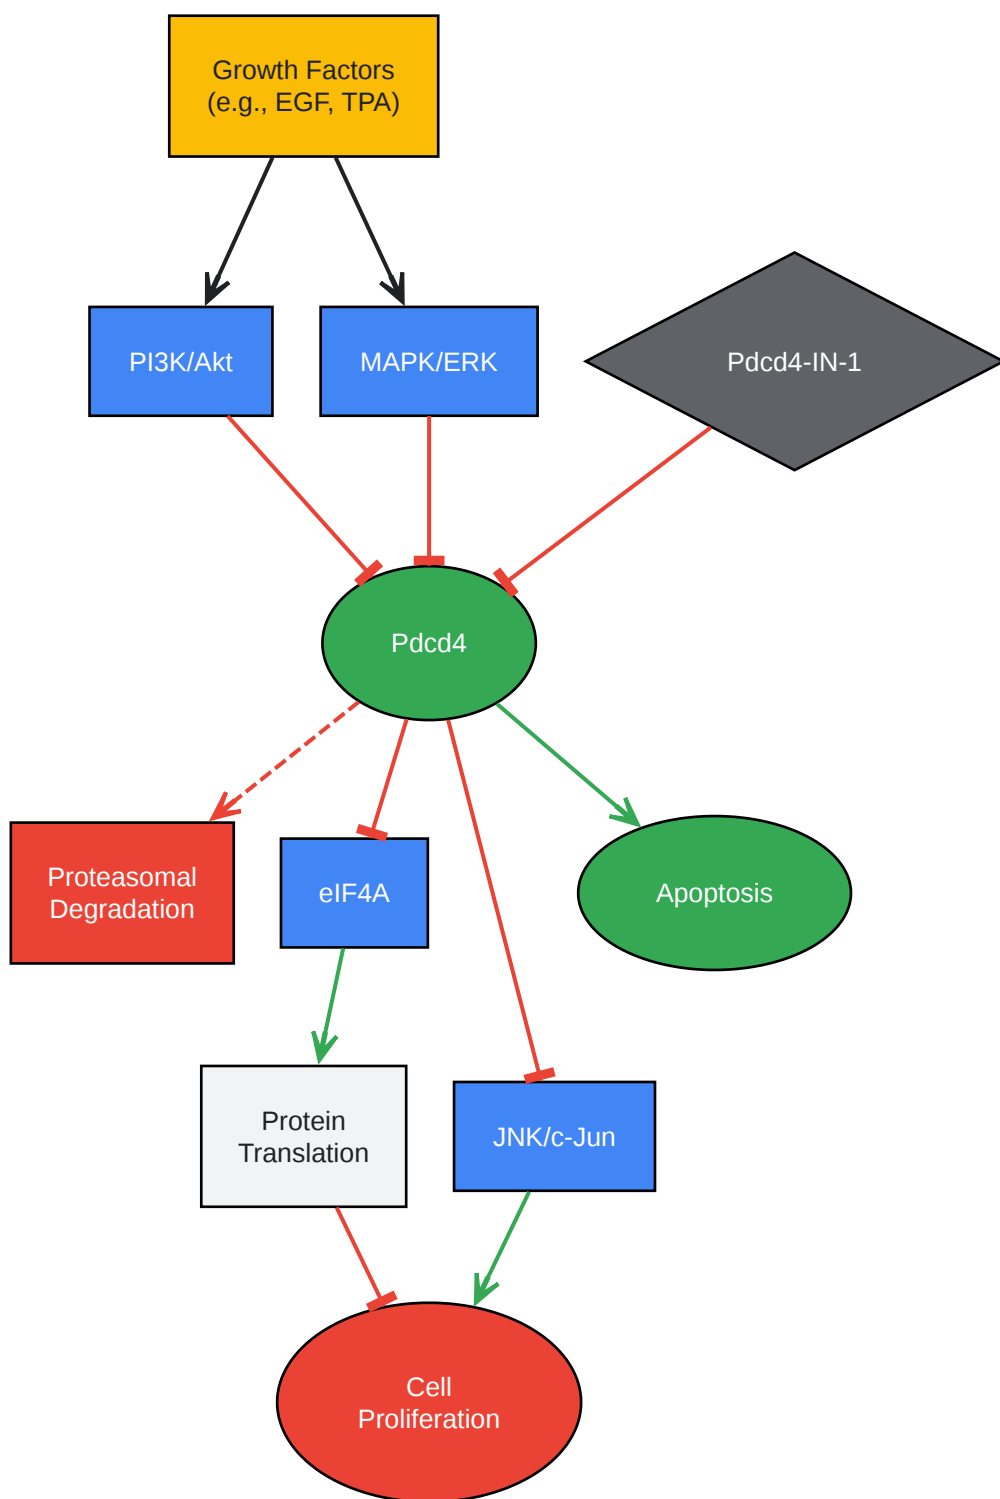 Growth Factors
(e.g., EGF, TPA)
PI3K/Akt
MAPK/ERK
Pdcd4-IN-1
Pdcd4
Proteasomal
Degradation
eIF4A
Apoptosis
Protein
Translation
JNK/c-Jun
Cell
Proliferation